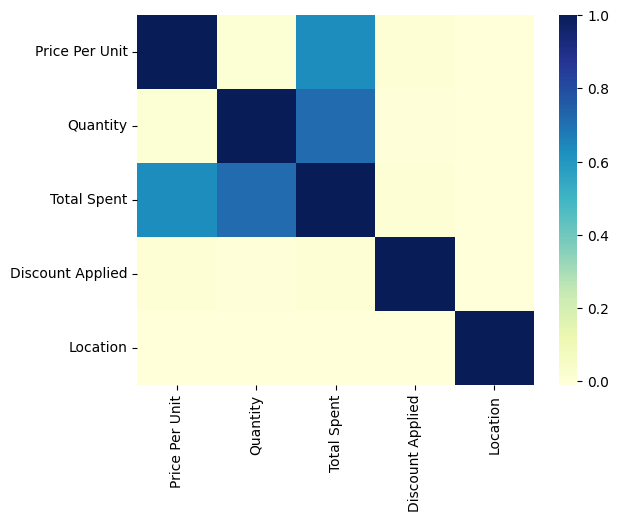 Price Per Unit
Quantity
Total Spent
Discount Applied
Location
Price Per Unit
Quantity
Total Spent
Discount Applied
Location
1.0
0.8
0.6
0.4
0.2
0.0